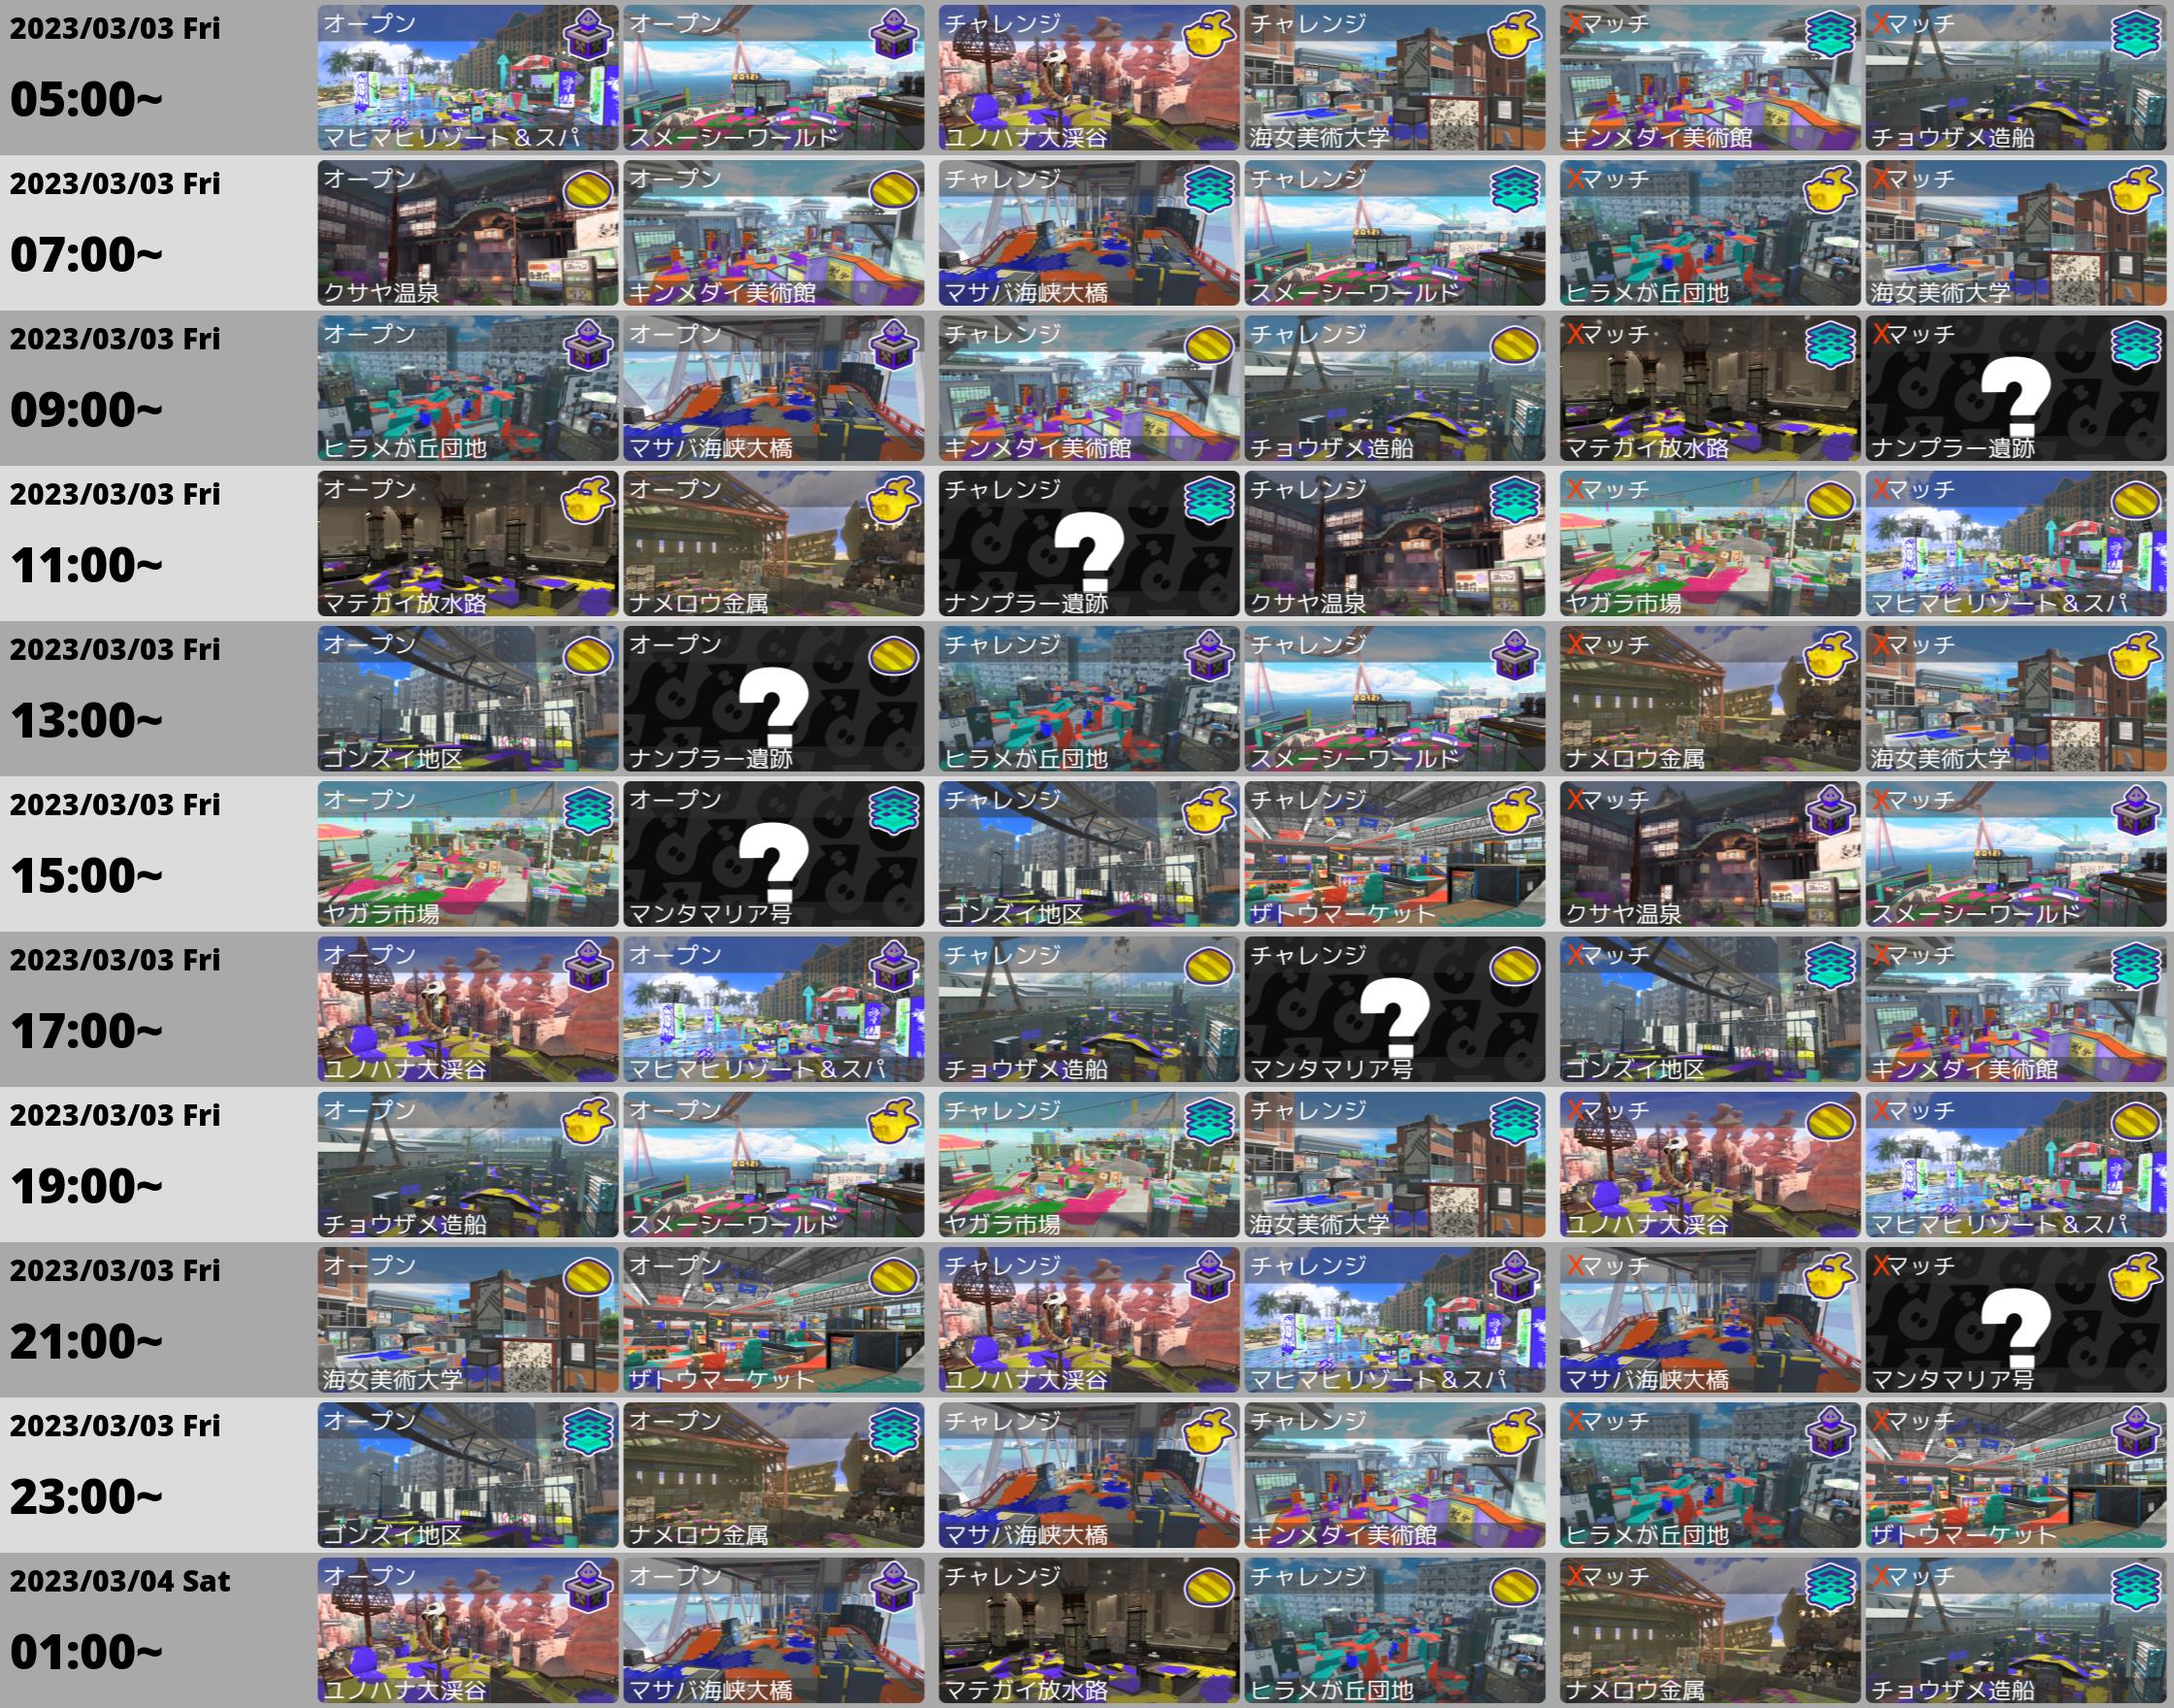 2023/03/03 Fri
05:00~
オープン オープン チャレンジ チャレンジ Xマッチ Xマッチ
マヒマヒリゾート&スパ スメーシーワールド ユノハナ大渓谷 海女美術大学 キンメダイ美術館 チョウザメ造船
2023/03/03 Fri
07:00~
オープン オープン チャレンジ チャレンジ Xマッチ Xマッチ
クサヤ温泉 キンメダイ美術館 マサバ海峡大橋 スメーシーワールド ヒラメが丘団地 海女美術大学
2023/03/03 Fri
09:00~
オープン オープン チャレンジ チャレンジ Xマッチ Xマッチ
ヒラメが丘団地 マサバ海峡大橋 キンメダイ美術館 チョウザメ造船 マテガイ放水路 ナンプラー遺跡
2023/03/03 Fri
11:00~
オープン オープン チャレンジ チャレンジ Xマッチ Xマッチ
マテガイ放水路 ナメロウ金属 ナンプラー遺跡 クサヤ温泉 ヤガラ市場 マヒマヒリゾート&スパ
2023/03/03 Fri
13:00~
オープン オープン チャレンジ チャレンジ Xマッチ Xマッチ
ゴンズイ地区 ナンプラー遺跡 ヒラメが丘団地 スメーシーワールド ナメロウ金属 海女美術大学
2023/03/03 Fri
15:00~
オープン オープン チャレンジ チャレンジ Xマッチ Xマッチ
ヤガラ市場 マンタマリア号 ゴンズイ地区 ザトウマーケット クサヤ温泉 スメーシーワールド
2023/03/03 Fri
17:00~
オープン オープン チャレンジ チャレンジ Xマッチ Xマッチ
ユノハナ大渓谷 マヒマヒリゾート&スパ チョウザメ造船 マンタマリア号 ゴンズイ地区 キンメダイ美術館
2023/03/03 Fri
19:00~
オープン オープン チャレンジ チャレンジ Xマッチ Xマッチ
チョウザメ造船 スメーシーワールド ヤガラ市場 海女美術大学 ユノハナ大渓谷 マヒマヒリゾート&スパ
2023/03/03 Fri
21:00~
オープン オープン チャレンジ チャレンジ Xマッチ Xマッチ
海女美術大学 ザトウマーケット ユノハナ大渓谷 マヒマヒリゾート&スパ マサバ海峡大橋 マンタマリア号
2023/03/03 Fri
23:00~
オープン オープン チャレンジ チャレンジ Xマッチ Xマッチ
ゴンズイ地区 ナメロウ金属 マサバ海峡大橋 キンメダイ美術館 ヒラメが丘団地 ザトウマーケット
2023/03/04 Sat
01:00~
オープン オープン チャレンジ チャレンジ Xマッチ Xマッチ
ユノハナ大渓谷 マサバ海峡大橋 マテガイ放水路 ヒラメが丘団地 ナメロウ金属 チョウザメ造船